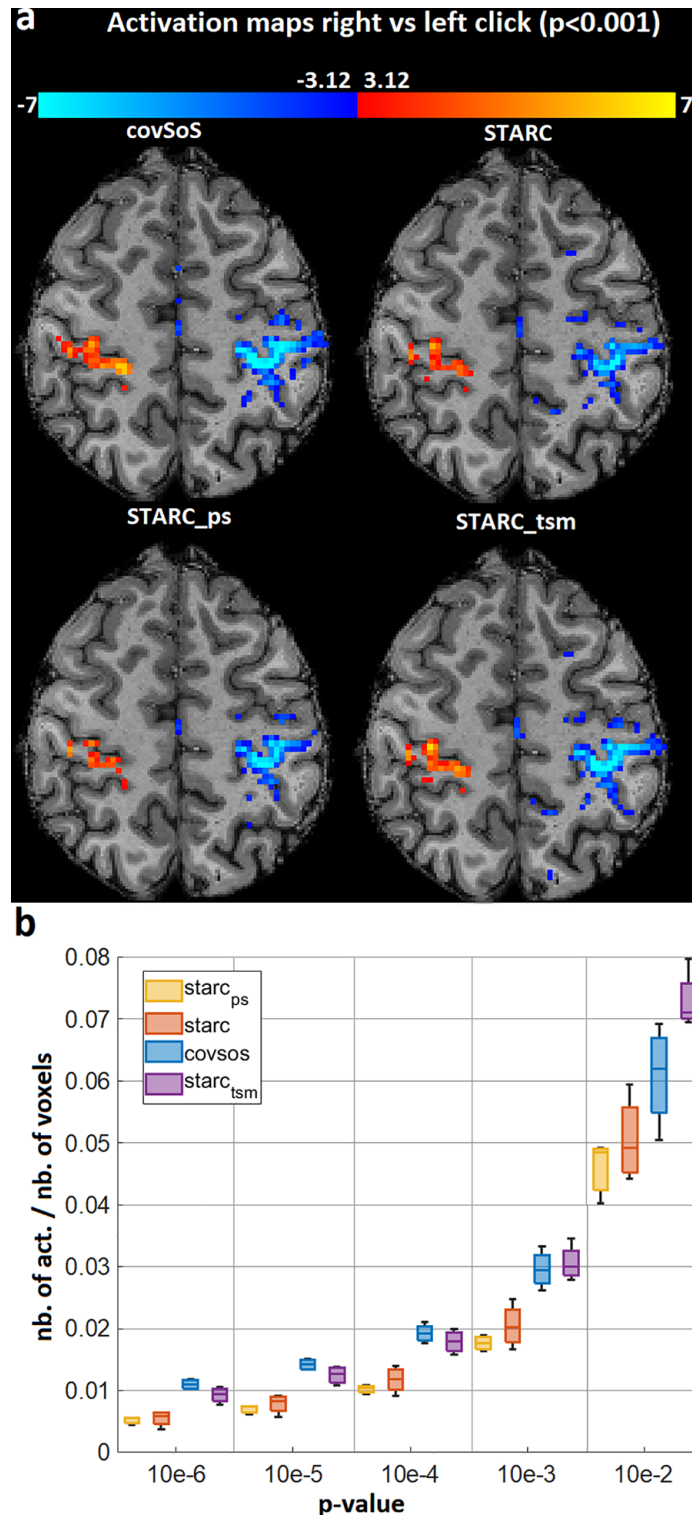 a Activation maps right vs left click (p<0.001)
-7 -3.12 3.12 7
covSoS STARC
STARC_ps STARC_tsm
b
nb. of act. / nb. of voxels
0.08
0.07
0.06
0.05
0.04
0.03
0.02
0.01
0
starc_ps
starc
covsos
starc_tsm
10e-6 10e-5 10e-4 10e-3 10e-2
p-value